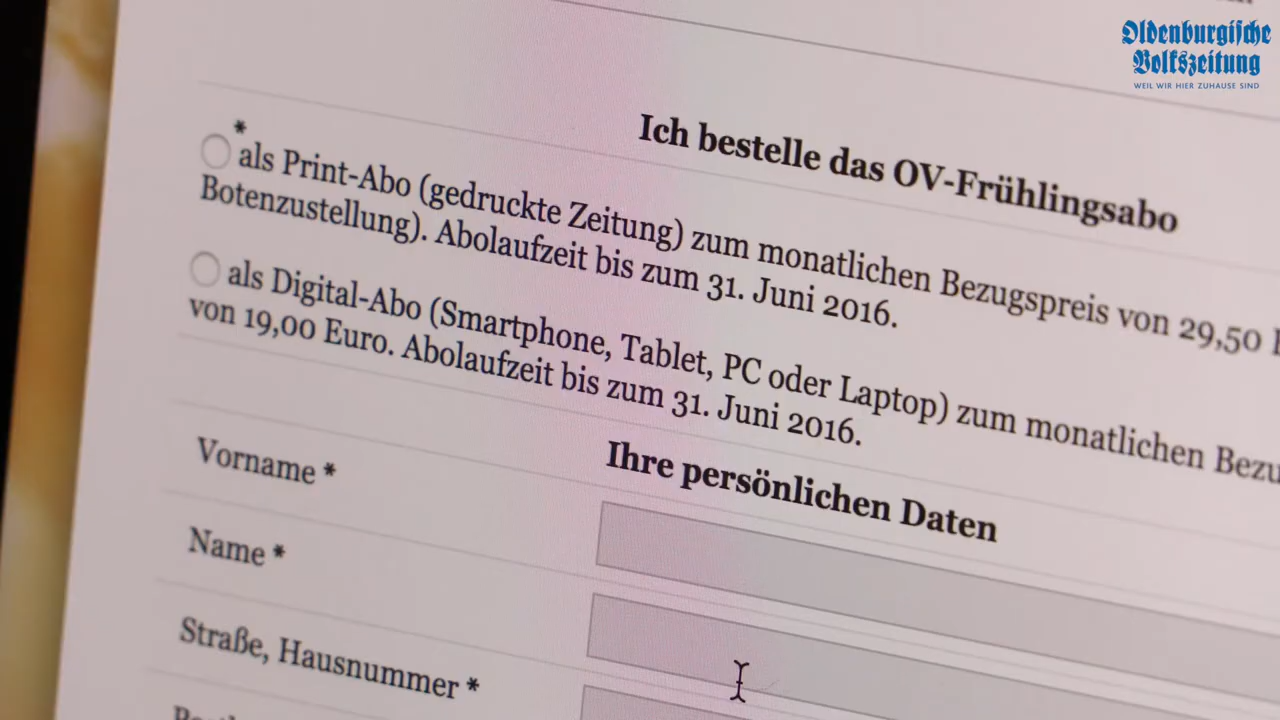 Oldenburgische
Volkszeitung
WEIL WIR HIER ZUHAUSE SIND
Ich bestelle das OV-Frühlingsabo
*
als Print-Abo (gedruckte Zeitung) zum monatlichen Bezugspreis von 29,50
Botenzustellung). Abolaufzeit bis zum 31. Juni 2016.
als Digital-Abo (Smartphone, Tablet, PC oder Laptop) zum monatlichen Bezu
von 19,00 Euro. Abolaufzeit bis zum 31. Juni 2016.
Ihre persönlichen Daten
Vorname *
Name *
Straße, Hausnummer *